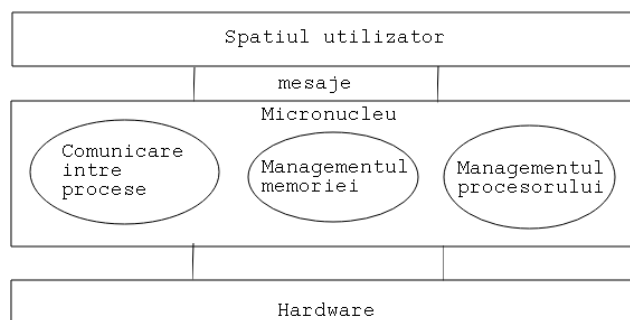 Spatiul utilizator
mesaje
Micronucleu
Comunicare
intre
procese
Managementul
memoriei
Managementul
procesorului
Hardware